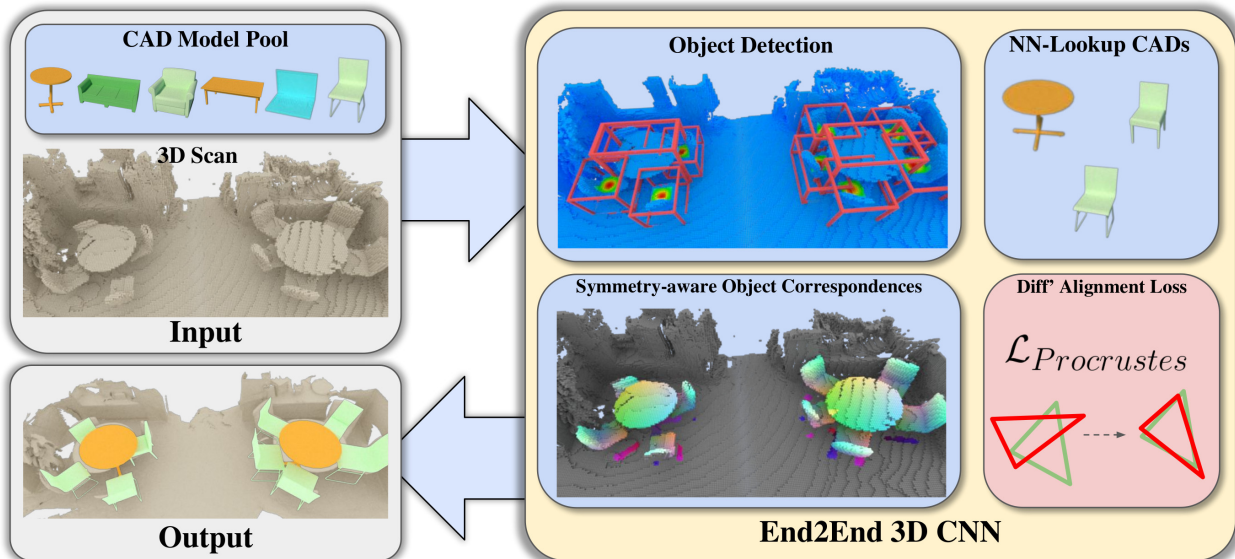 CAD Model Pool
3D Scan
Input
Object Detection
NN-Lookup CADs
Symmetry-aware Object Correspondences
Diff' Alignment Loss
ℒ_Procrustes
End2End 3D CNN
Output